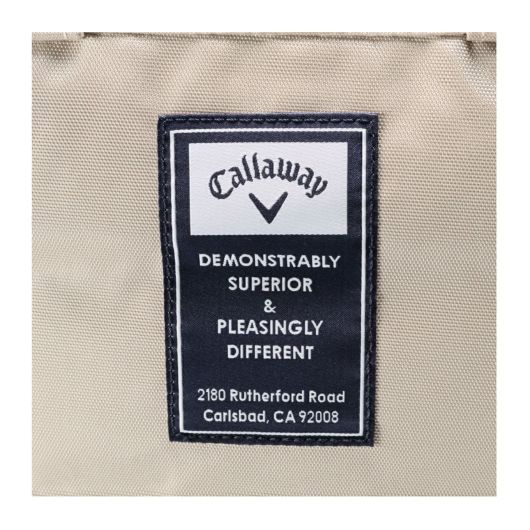 Callaway
DEMONSTRABLY
SUPERIOR
&
PLEASINGLY
DIFFERENT
2180 Rutherford Road
Carlsbad, CA 92008